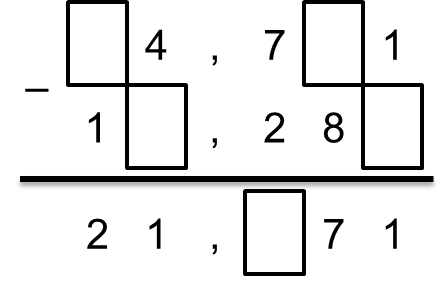 □ 4 , 7 □ 1
− 1 □ , 2 8 □
2 1 , □ 7 1